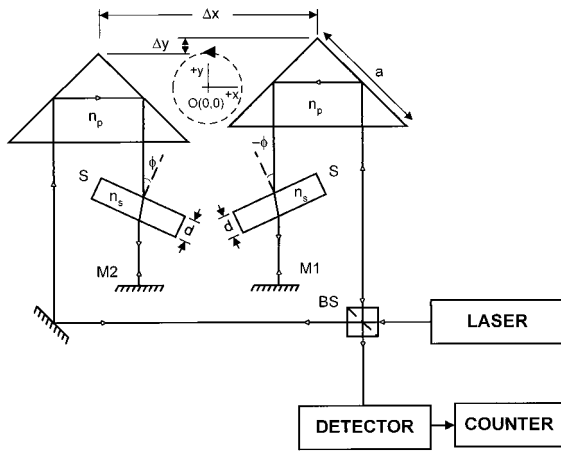 Δx
Δy
a
+y
+x
O(0,0)
n_p
n_p
ϕ
-ϕ
S
S
n_s
n_s
d
d
M2
M1
BS
LASER
DETECTOR
COUNTER